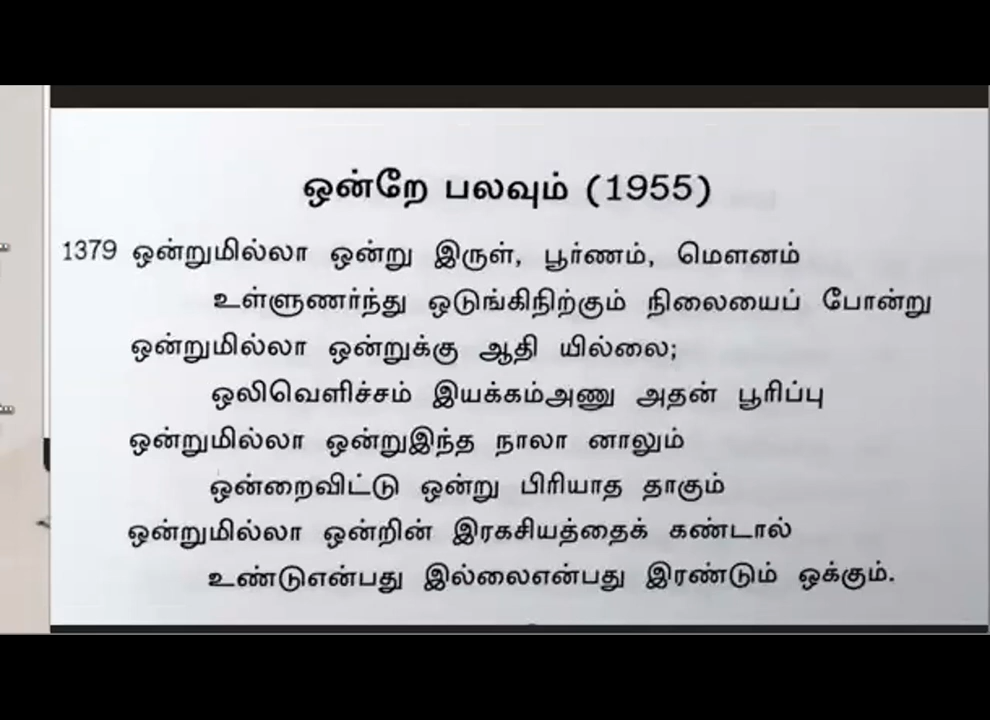 ஒன்றே பலவும் (1955)
1379 ஒன்றுமில்லா ஒன்று இருள், பூர்ணம், மௌனம்
உள்ளுணர்ந்து ஒடுங்கிநிற்கும் நிலையைப் போன்று
ஒன்றுமில்லா ஒன்றுக்கு ஆதி யில்லை;
ஒலிவெளிச்சம் இயக்கம்அணு அதன் பூரிப்பு
ஒன்றுமில்லா ஒன்றுஇந்த நாலா னாலும்
ஒன்றைவிட்டு ஒன்று பிரியாத தாகும்
ஒன்றுமில்லா ஒன்றின் இரகசியத்தைக் கண்டால்
உண்டுஎன்பது இல்லைஎன்பது இரண்டும் ஒக்கும்.